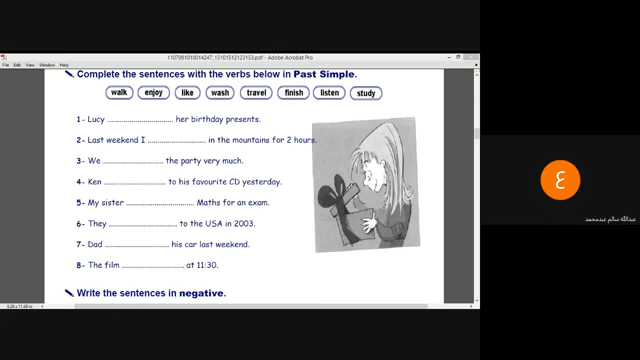 1107091010014247_13101512123153.pdf - Adobe Acrobat Pro
File Edit View Window Help
Complete the sentences with the verbs below in Past Simple.
walk enjoy like wash travel finish listen study
1- Lucy ................................. her birthday presents.
2- Last weekend I ............................. in the mountains for 2 hours.
3- We .............................. the party very much.
4- Ken ............................... to his favourite CD yesterday.
5- My sister .................................. Maths for an exam.
6- They .................................. to the USA in 2003.
7- Dad ................................ his car last weekend.
8- The film ............................... at 11:30.
Write the sentences in negative.
ع
عبدالله سالم عبدمحمد